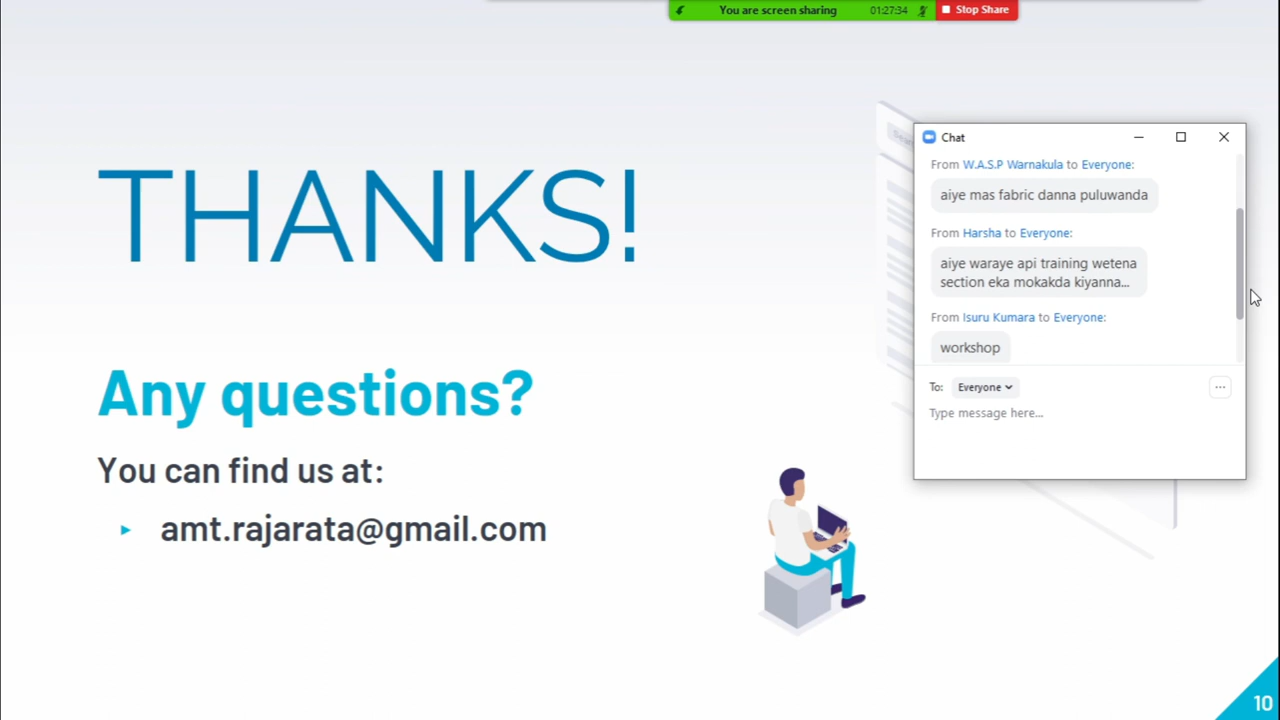 You are screen sharing
01:27:34
Stop Share
THANKS!
Any questions?
You can find us at:
amt.rajarata@gmail.com
Chat
From W.A.S.P Warnakula to Everyone:
aiye mas fabric danna puluwanda
From Harsha to Everyone:
aiye waraye api training wetena
section eka mokakda kiyanna...
From Isuru Kumara to Everyone:
workshop
To: Everyone
Type message here...
10